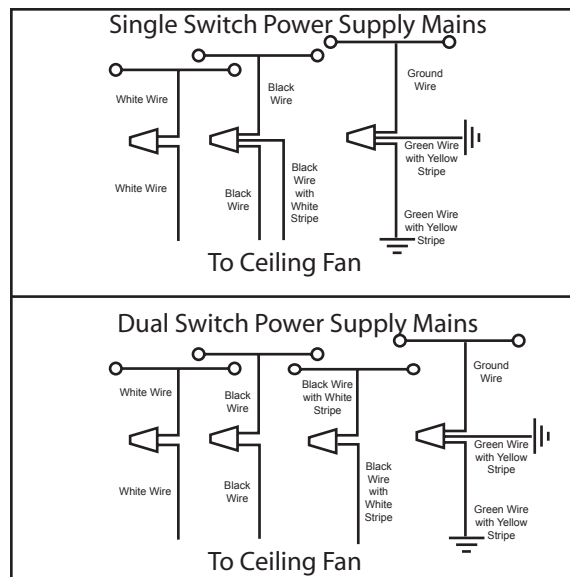 Single Switch Power Supply Mains
White Wire
Black
Wire
Ground
Wire
White Wire
Black
Wire
Black
Wire
with
White
Stripe
Green Wire
with Yellow
Stripe
Green Wire
with Yellow
Stripe
To Ceiling Fan
Dual Switch Power Supply Mains
White Wire
Black
Wire
Black Wire
with White
Stripe
Ground
Wire
White Wire
Black
Wire
Black
Wire
with
White
Stripe
Green Wire
with Yellow
Stripe
Green Wire
with Yellow
Stripe
To Ceiling Fan